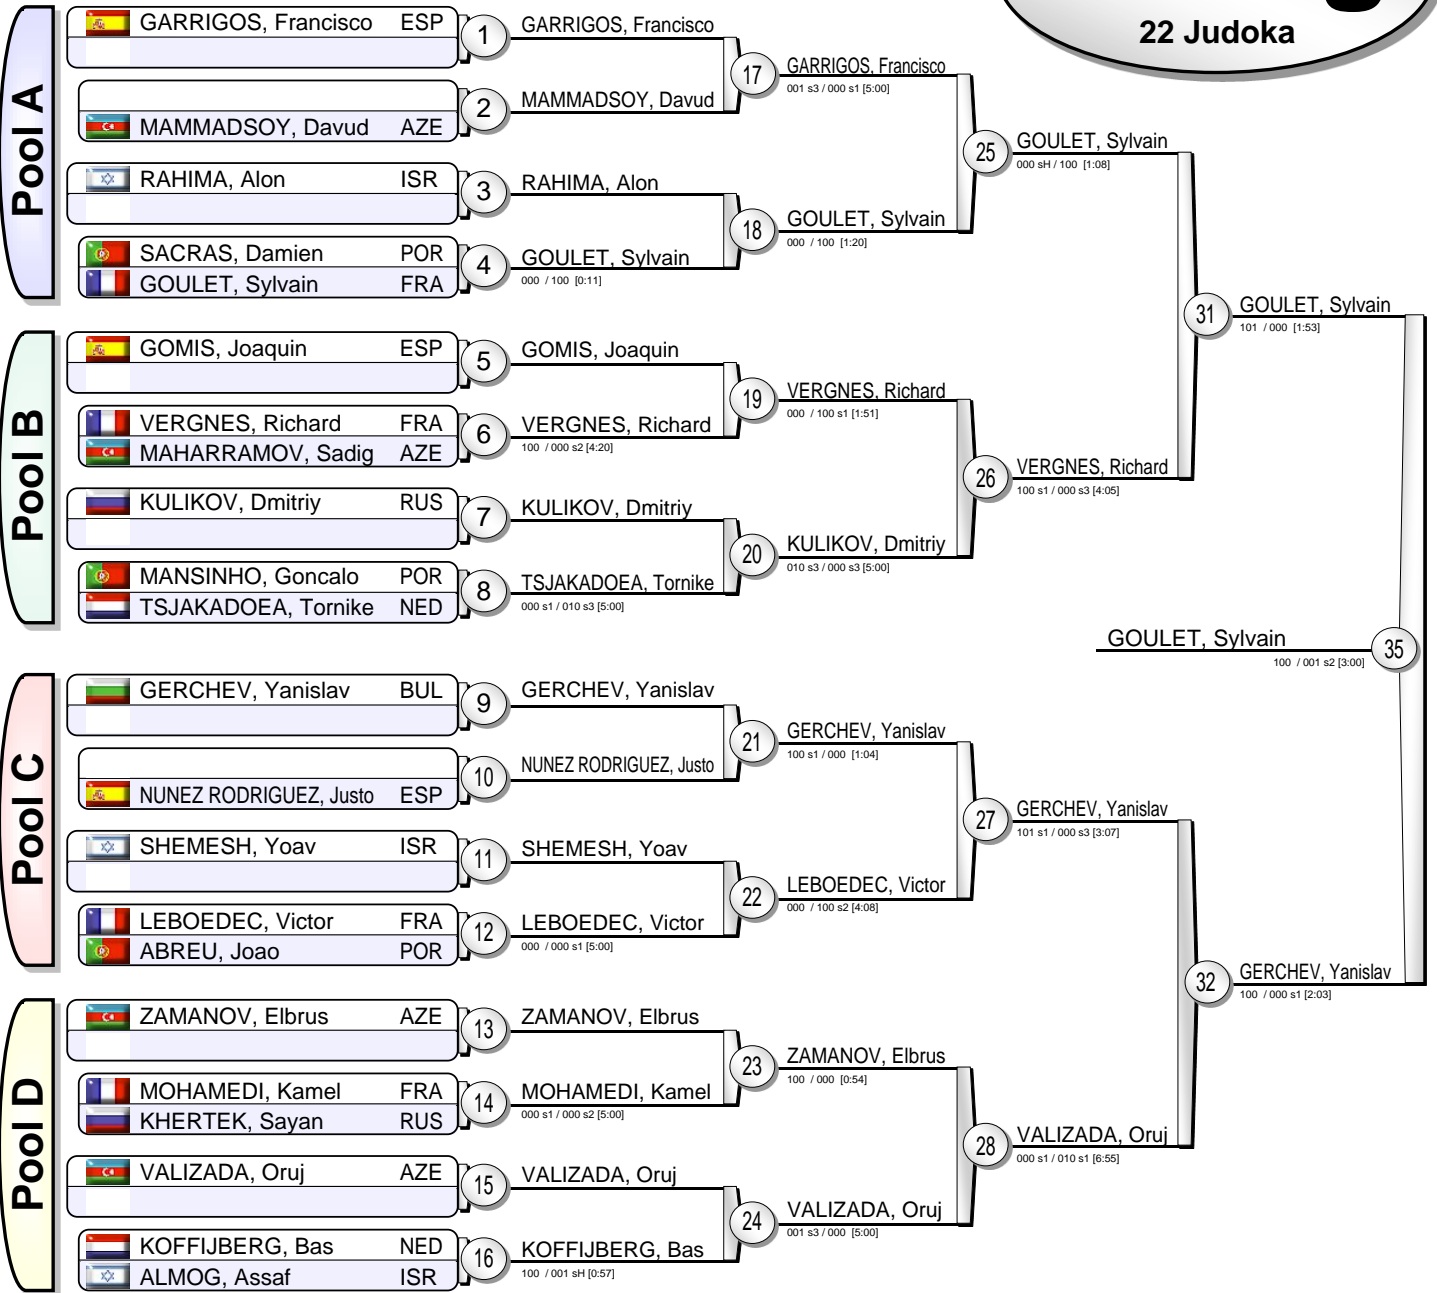 22 Judoka
Pool A
GARRIGOS, Francisco ESP
1
GARRIGOS, Francisco
2
MAMMADSOY, Davud AZE
MAMMADSOY, Davud
17
GARRIGOS, Francisco
001 s3 / 000 s1 [5:00]
RAHIMA, Alon ISR
3
RAHIMA, Alon
SACRAS, Damien POR
GOULET, Sylvain FRA
4
GOULET, Sylvain
000 / 100 [0:11]
18
GOULET, Sylvain
000 / 100 [1:20]
25
GOULET, Sylvain
000 sH / 100 [1:08]
Pool B
GOMIS, Joaquin ESP
5
GOMIS, Joaquin
VERGNES, Richard FRA
MAHARRAMOV, Sadig AZE
6
VERGNES, Richard
100 / 000 s2 [4:20]
19
VERGNES, Richard
000 / 100 s1 [1:51]
KULIKOV, Dmitriy RUS
7
KULIKOV, Dmitriy
MANSINHO, Goncalo POR
TSJAKADOEA, Tornike NED
8
TSJAKADOEA, Tornike
000 s1 / 010 s3 [5:00]
20
KULIKOV, Dmitriy
010 s3 / 000 s3 [5:00]
26
VERGNES, Richard
100 s1 / 000 s3 [4:05]
31
GOULET, Sylvain
101 / 000 [1:53]
GOULET, Sylvain
100 / 001 s2 [3:00]
35
Pool C
GERCHEV, Yanislav BUL
9
GERCHEV, Yanislav
10
NUNEZ RODRIGUEZ, Justo ESP
NUNEZ RODRIGUEZ, Justo
21
GERCHEV, Yanislav
100 s1 / 000 [1:04]
SHEMESH, Yoav ISR
11
SHEMESH, Yoav
LEBOEDEC, Victor FRA
ABREU, Joao POR
12
LEBOEDEC, Victor
000 / 000 s1 [5:00]
22
LEBOEDEC, Victor
000 / 100 s2 [4:08]
27
GERCHEV, Yanislav
101 s1 / 000 s3 [3:07]
Pool D
ZAMANOV, Elbrus AZE
13
ZAMANOV, Elbrus
MOHAMEDI, Kamel FRA
KHERTEK, Sayan RUS
14
MOHAMEDI, Kamel
000 s1 / 000 s2 [5:00]
23
ZAMANOV, Elbrus
100 / 000 [0:54]
VALIZADA, Oruj AZE
15
VALIZADA, Oruj
KOFFIJBERG, Bas NED
ALMOG, Assaf ISR
16
KOFFIJBERG, Bas
100 / 001 sH [0:57]
24
VALIZADA, Oruj
001 s3 / 000 [5:00]
28
VALIZADA, Oruj
000 s1 / 010 s1 [6:55]
32
GERCHEV, Yanislav
100 / 000 s1 [2:03]